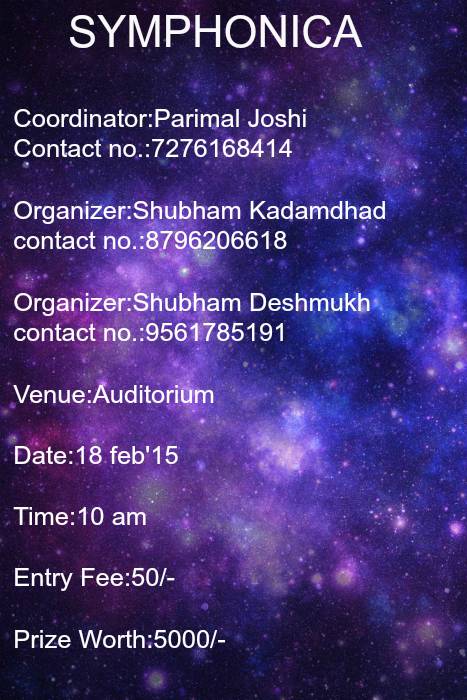 SYMPHONICA
Coordinator:Parimal Joshi
Contact no.:7276168414
Organizer:Shubham Kadamdhad
contact no.:8796206618
Organizer:Shubham Deshmukh
contact no.:9561785191
Venue:Auditorium
Date:18 feb'15
Time:10 am
Entry Fee:50/-
Prize Worth:5000/-